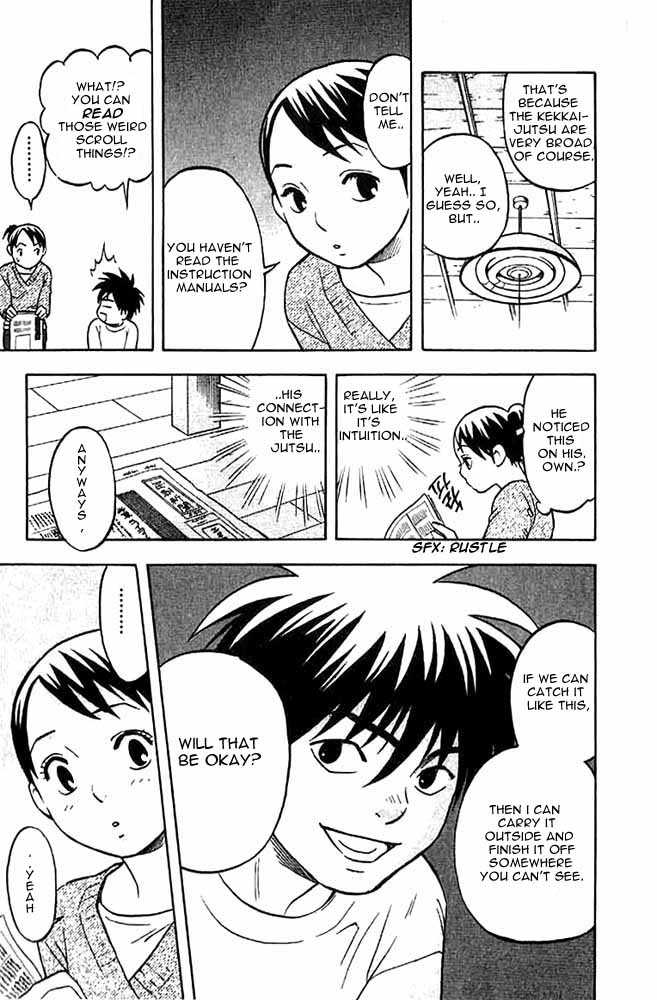 THAT'S
BECAUSE
THE KEKKAI-
JUTSU ARE
VERY BROAD,
OF COURSE.
WELL,
YEAH.. I
GUESS SO,
BUT..
DON'T
TELL
ME..
YOU HAVEN'T
READ THE
INSTRUCTION
MANUALS?
WHAT!?
YOU CAN
READ
THOSE WEIRD
SCROLL
THINGS!?
........
HE
NOTICED
THIS
ON HIS.
OWN.?
REALLY,
IT'S LIKE
IT'S
INTUITION..
SFX: RUSTLE
..HIS
CONNECT-
ION WITH
THE
JUTSU..
ANYWAYS,
IF WE CAN
CATCH IT
LIKE THIS,
THEN I CAN
CARRY IT
OUTSIDE AND
FINISH IT OFF
SOMEWHERE
YOU CAN'T SEE.
WILL THAT
BE OKAY?
........
..YEAH